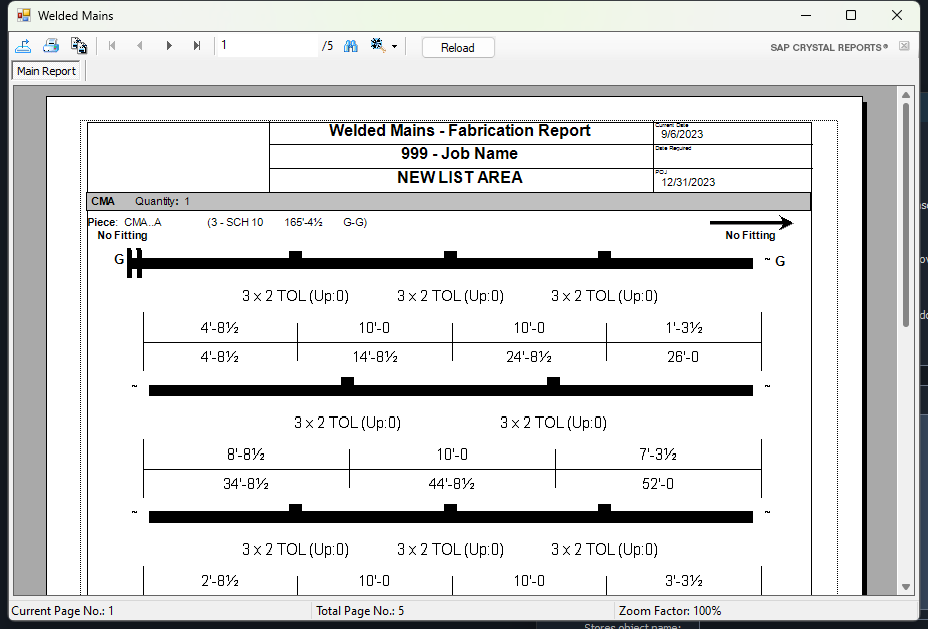 Welded Mains
1 /5 Reload SAP CRYSTAL REPORTS®
Main Report
Welded Mains - Fabrication Report
Current Date
9/6/2023
999 - Job Name
Date Required
NEW LIST AREA
12/31/2023
CMA Quantity: 1
Piece: CMA..A (3 - SCH 10 165'-4½ G-G)
No Fitting No Fitting
G ~ G
3 x 2 TOL (Up:0) 3 x 2 TOL (Up:0) 3 x 2 TOL (Up:0)
4'-8½ 10'-0 10'-0 1'-3½
4'-8½ 14'-8½ 24'-8½ 26'-0
~ ~
3 x 2 TOL (Up:0) 3 x 2 TOL (Up:0)
8'-8½ 10'-0 7'-3½
34'-8½ 44'-8½ 52'-0
~ ~
3 x 2 TOL (Up:0) 3 x 2 TOL (Up:0) 3 x 2 TOL (Up:0)
2'-8½ 10'-0 10'-0 3'-3½
Current Page No.: 1 Total Page No.: 5 Zoom Factor: 100%
Stores object name: